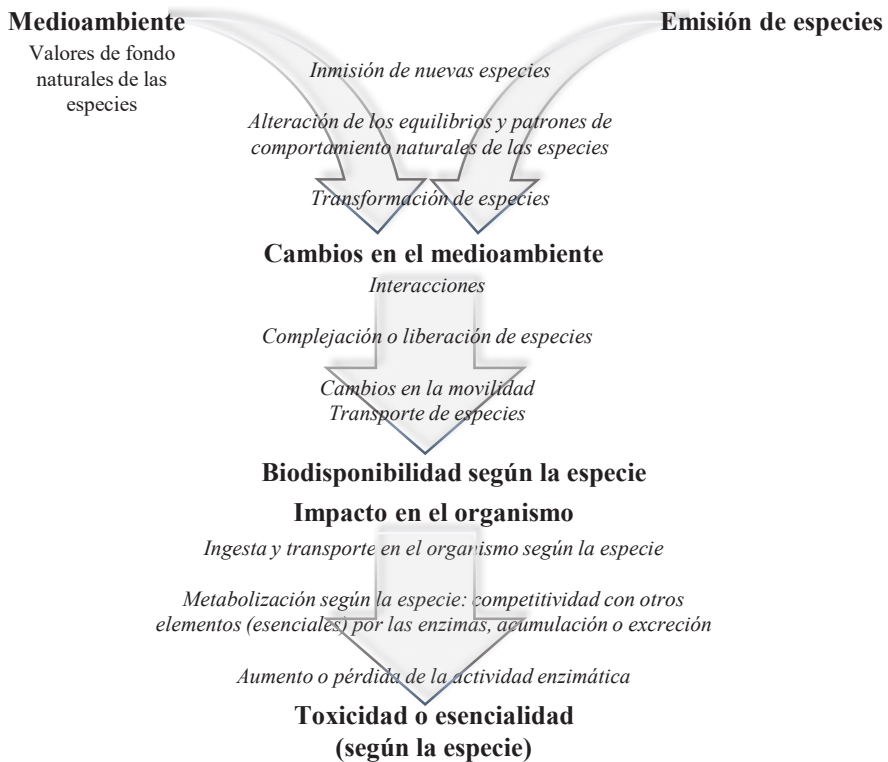 Medioambiente
Emisión de especies
Valores de fondo
naturales de las
especies
Inmisión de nuevas especies
Alteración de los equilibrios y patrones de
comportamiento naturales de las especies
Transformación de especies
Cambios en el medioambiente
Interacciones
Complejación o liberación de especies
Cambios en la movilidad
Transporte de especies
Biodisponibilidad según la especie
Impacto en el organismo
Ingesta y transporte en el organismo según la especie
Metabolización según la especie: competitividad con otros
elementos (esenciales) por las enzimas, acumulación o excreción
Aumento o pérdida de la actividad enzimática
Toxicidad o esencialidad
(según la especie)